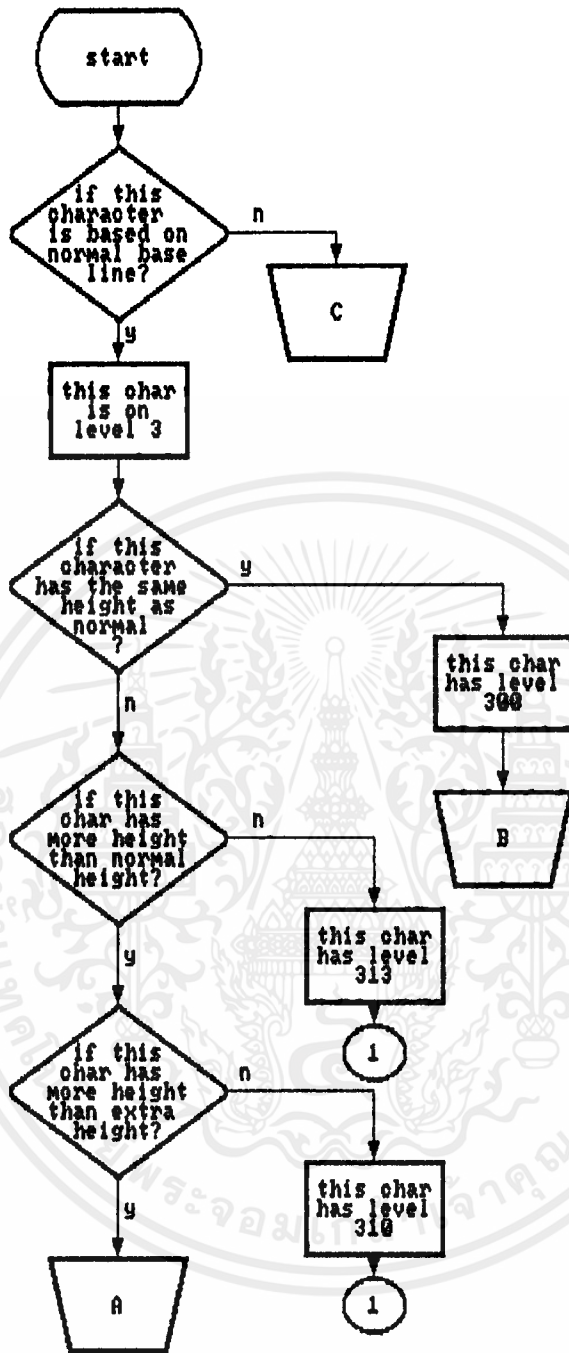 start
if this
character
is based on
normal base
line?
n
C
y
this char
is on
level 3
if this
character
has the same
height as
normal
?
y
this char
has level
300
B
n
if this
char has
more height
than normal
height?
n
this char
has level
313
1
y
if this
char has
more height
than extra
height?
n
this char
has level
310
1
y
A